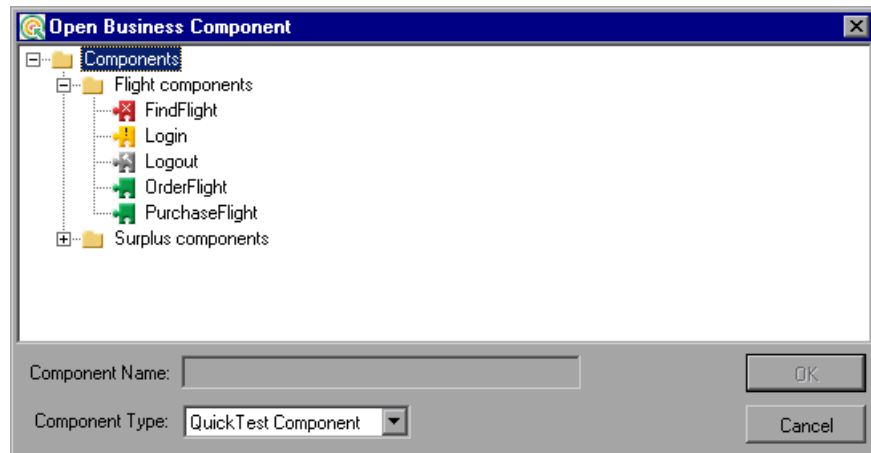 Open Business Component
Components
Flight components
FindFlight
Login
Logout
OrderFlight
PurchaseFlight
Surplus components
Component Name:
OK
Component Type: QuickTest Component
Cancel